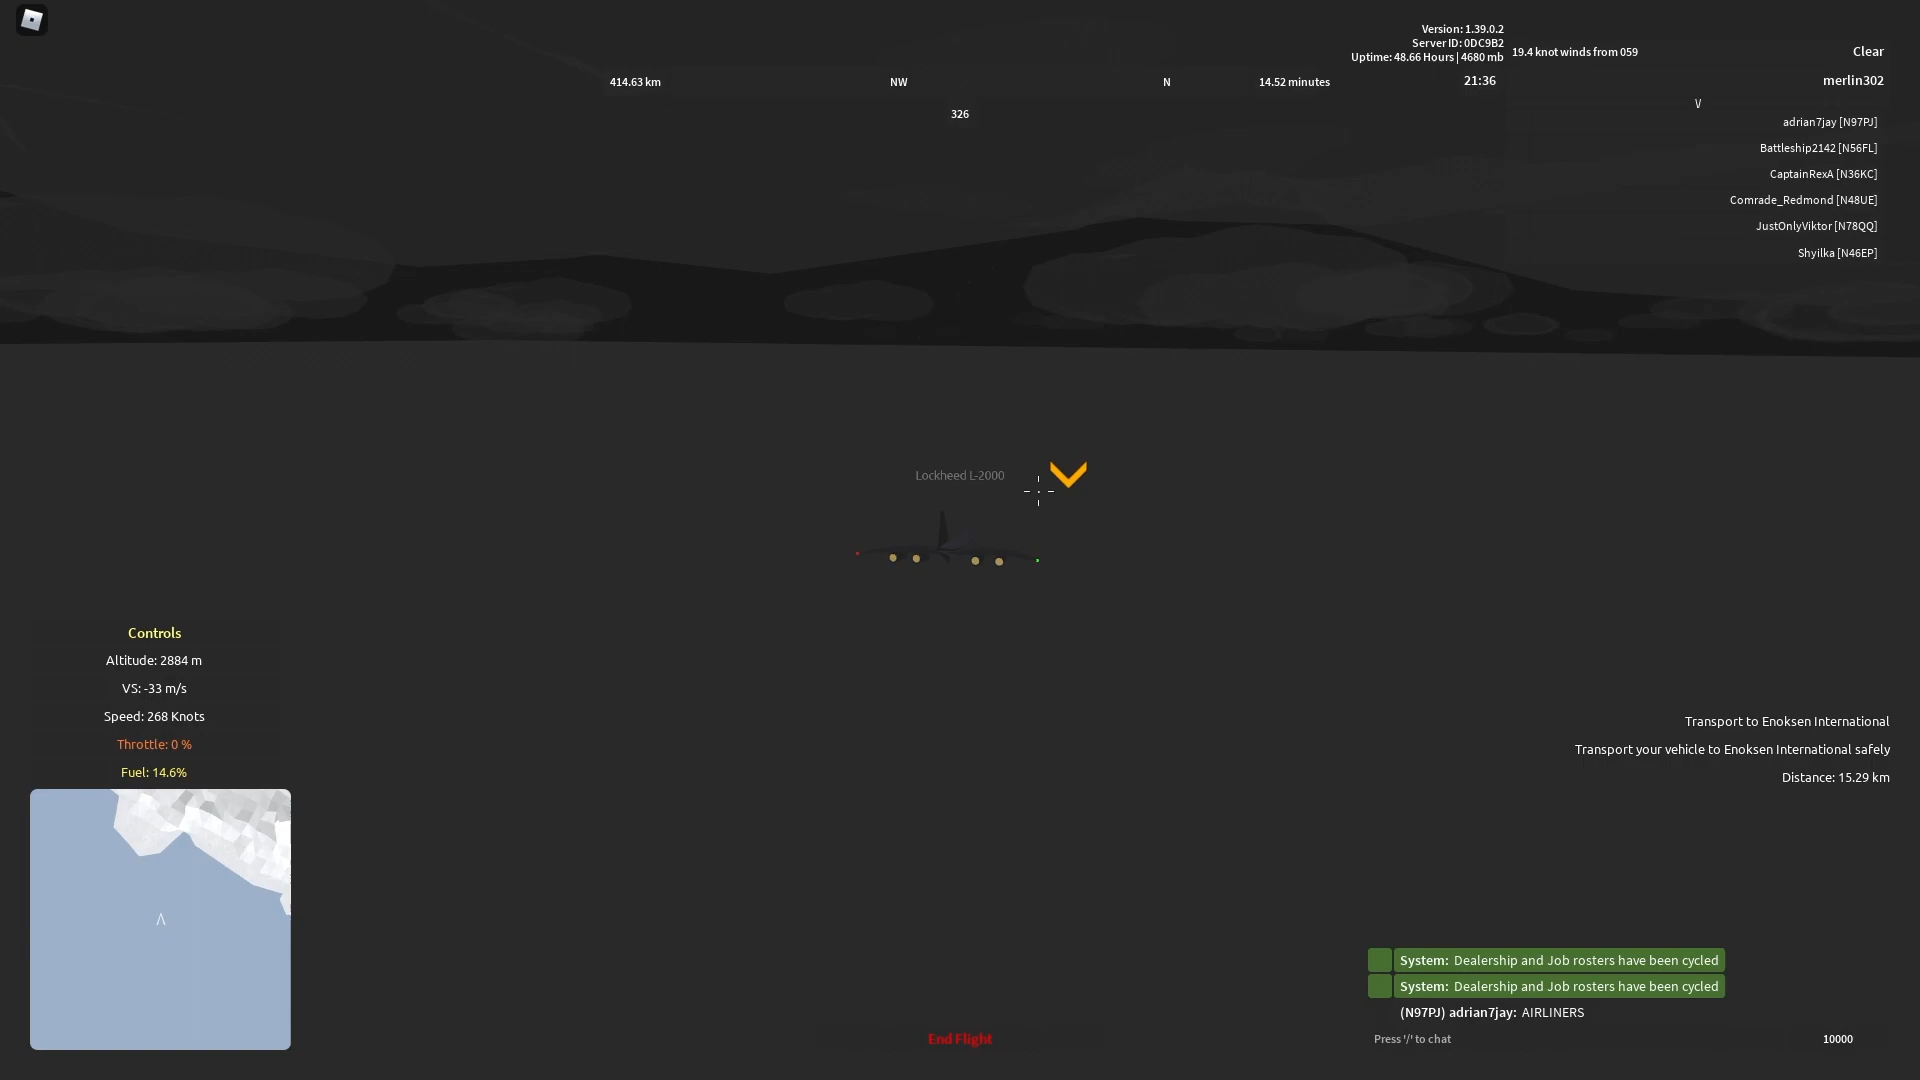 Version: 1.39.0.2
Server ID: 0DC9B2
Uptime: 48.66 Hours | 4680 mb
19.4 knot winds from 059
Clear
414.63 km
NW
N
14.52 minutes
21:36
merlin302
326
V
adrian7jay [N97PJ]
Battleship2142 [N56FL]
CaptainRexA [N36KC]
Comrade_Redmond [N48UE]
JustOnlyViktor [N78QQ]
Shyilka [N46EP]
Lockheed L-2000
Controls
Altitude: 2884 m
VS: -33 m/s
Speed: 268 Knots
Throttle: 0 %
Fuel: 14.6%
Transport to Enoksen International
Transport your vehicle to Enoksen International safely
Distance: 15.29 km
System: Dealership and Job rosters have been cycled
System: Dealership and Job rosters have been cycled
(N97PJ) adrian7jay: AIRLINERS
End Flight
Press '/' to chat
10000